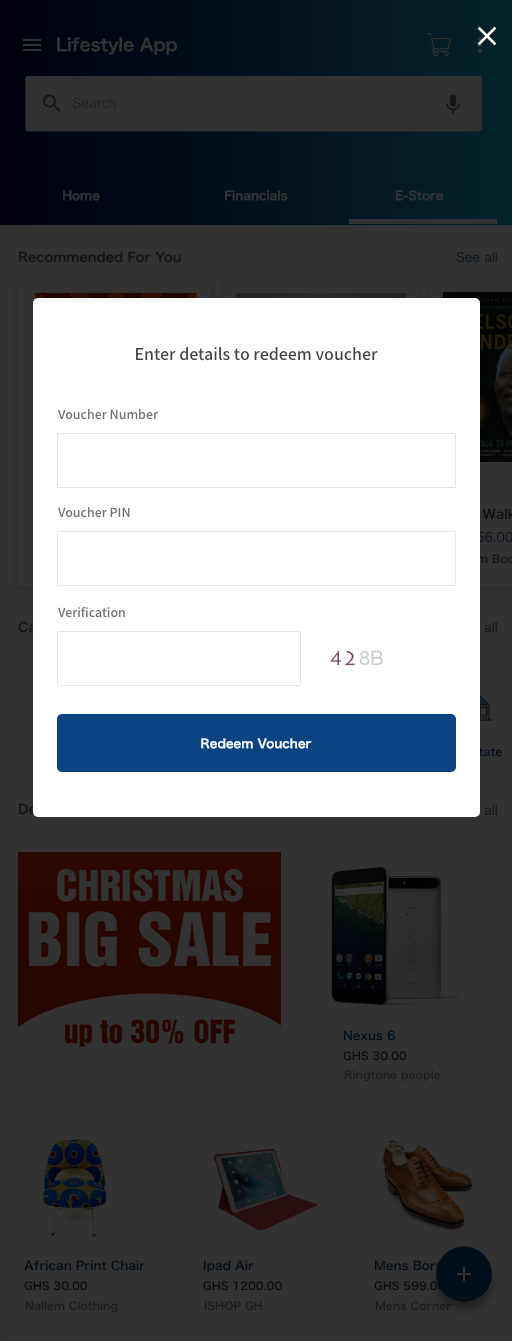 Lifestyle App
Search
Home
Financials
E-Store
Recommended For You
See all
Enter details to redeem voucher
Voucher Number
Voucher PIN
Verification
428B
Redeem Voucher
Walk
56.00
all
tate
all
CHRISTMAS
BIG SALE
up to 30% OFF
Nexus 6
GHS 30.00
Ringtone people
African Print Chair
GHS 30.00
Nallem Clothing
Ipad Air
GHS 1200.00
ISHOP GH
Mens Bor
GHS 599.0
Mens Corner